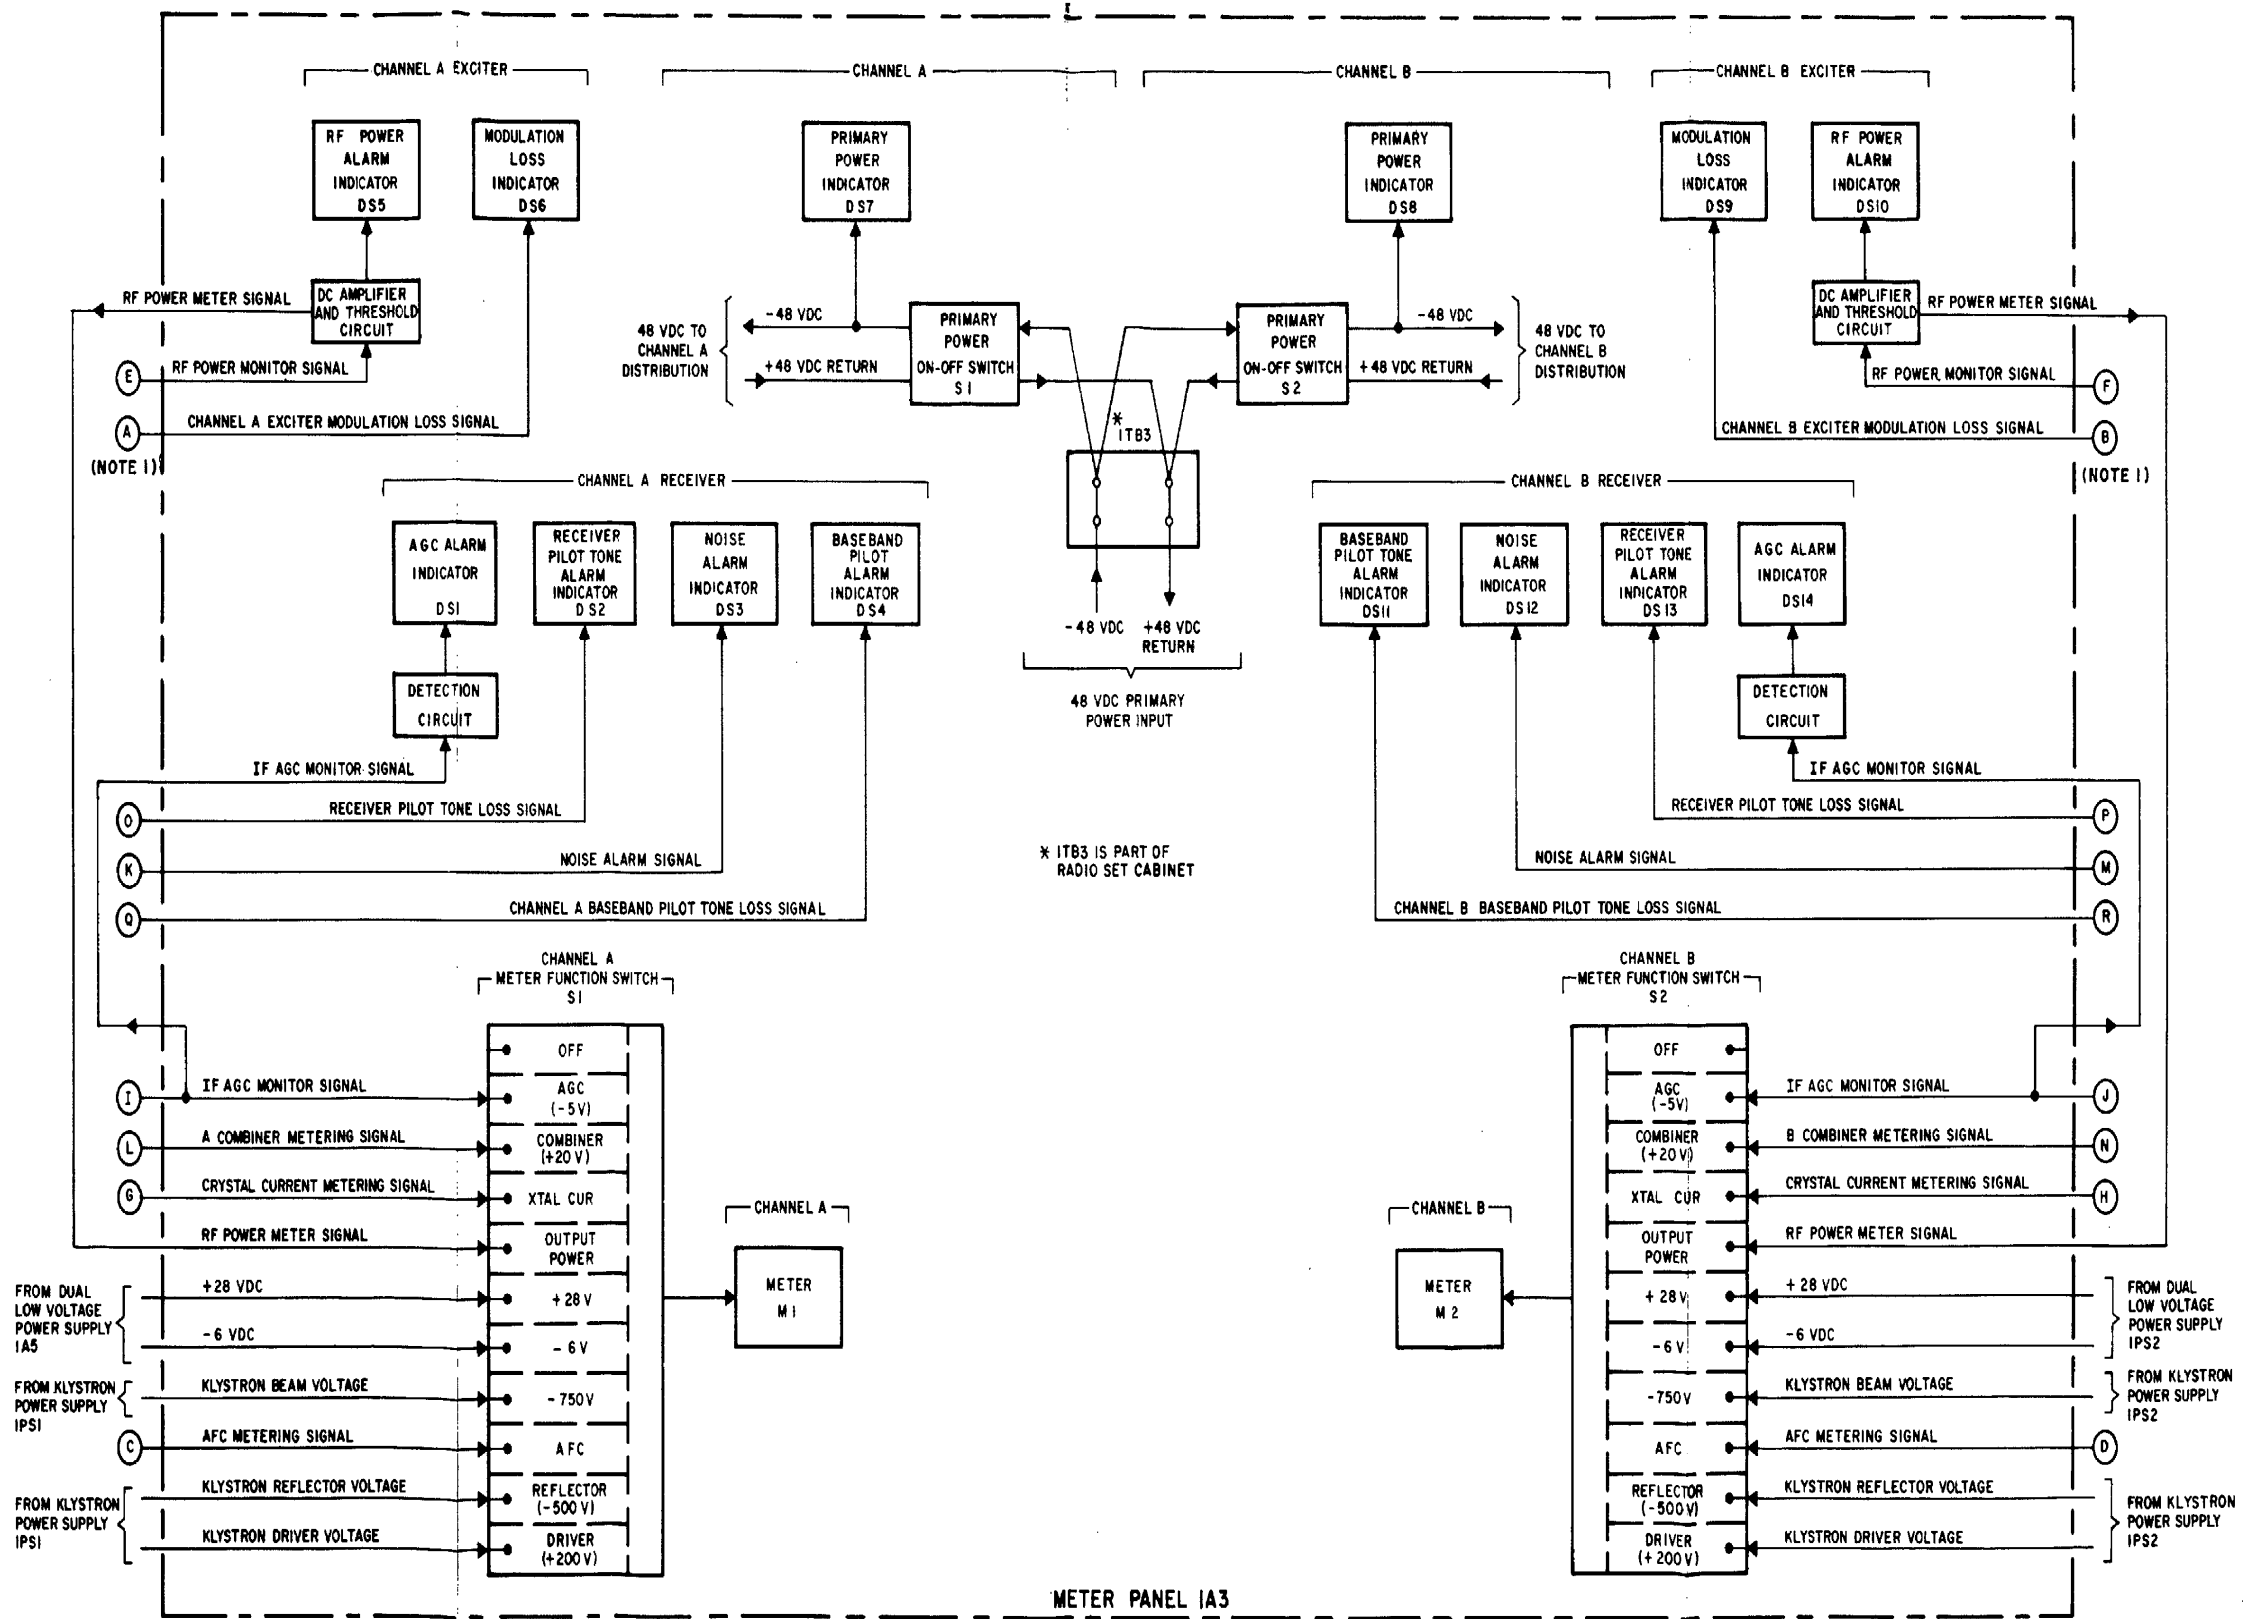 CHANNEL A EXCITER
CHANNEL A
CHANNEL B
CHANNEL B EXCITER
RF POWER
ALARM
INDICATOR
DS5
MODULATION
LOSS
INDICATOR
DS6
PRIMARY
POWER
INDICATOR
DS7
PRIMARY
POWER
INDICATOR
DS8
MODULATION
LOSS
INDICATOR
DS9
RF POWER
ALARM
INDICATOR
DS10
RF POWER METER SIGNAL
DC AMPLIFIER
AND THRESHOLD
CIRCUIT
48 VDC TO
CHANNEL A
DISTRIBUTION
-48 VDC
+48 VDC RETURN
PRIMARY
POWER
ON-OFF SWITCH
S1
PRIMARY
POWER
ON-OFF SWITCH
S2
-48 VDC
+48 VDC RETURN
48 VDC TO
CHANNEL B
DISTRIBUTION
DC AMPLIFIER
AND THRESHOLD
CIRCUIT
RF POWER METER SIGNAL
E
RF POWER MONITOR SIGNAL
RF POWER MONITOR SIGNAL
F
A
CHANNEL A EXCITER MODULATION LOSS SIGNAL
(NOTE 1)
*
1TB3
CHANNEL B EXCITER MODULATION LOSS SIGNAL
B
(NOTE 1)
CHANNEL A RECEIVER
CHANNEL B RECEIVER
AGC ALARM
INDICATOR
DS1
RECEIVER
PILOT TONE
ALARM
INDICATOR
DS2
NOISE
ALARM
INDICATOR
DS3
BASEBAND
PILOT
ALARM
INDICATOR
DS4
-48 VDC
+48 VDC
RETURN
48 VDC PRIMARY
POWER INPUT
BASEBAND
PILOT TONE
ALARM
INDICATOR
DS11
NOISE
ALARM
INDICATOR
DS12
RECEIVER
PILOT TONE
ALARM
INDICATOR
DS13
AGC ALARM
INDICATOR
DS14
DETECTION
CIRCUIT
DETECTION
CIRCUIT
IF AGC MONITOR SIGNAL
IF AGC MONITOR SIGNAL
O
RECEIVER PILOT TONE LOSS SIGNAL
RECEIVER PILOT TONE LOSS SIGNAL
P
K
NOISE ALARM SIGNAL
* 1TB3 IS PART OF
RADIO SET CABINET
NOISE ALARM SIGNAL
M
Q
CHANNEL A BASEBAND PILOT TONE LOSS SIGNAL
CHANNEL B BASEBAND PILOT TONE LOSS SIGNAL
R
CHANNEL A
METER FUNCTION SWITCH
S1
CHANNEL B
METER FUNCTION SWITCH
S2
OFF
OFF
I
IF AGC MONITOR SIGNAL
AGC
(-5V)
AGC
(-5V)
IF AGC MONITOR SIGNAL
J
L
A COMBINER METERING SIGNAL
COMBINER
(+20V)
COMBINER
(+20V)
B COMBINER METERING SIGNAL
N
G
CRYSTAL CURRENT METERING SIGNAL
XTAL CUR
XTAL CUR
CRYSTAL CURRENT METERING SIGNAL
H
CHANNEL A
CHANNEL B
RF POWER METER SIGNAL
OUTPUT
POWER
OUTPUT
POWER
RF POWER METER SIGNAL
METER
M1
METER
M2
FROM DUAL
LOW VOLTAGE
POWER SUPPLY
1A5
+28 VDC
+28V
-6 VDC
-6V
+28V
+28 VDC
-6V
-6 VDC
FROM DUAL
LOW VOLTAGE
POWER SUPPLY
1PS2
FROM KLYSTRON
POWER SUPPLY
1PS1
KLYSTRON BEAM VOLTAGE
-750V
-750V
KLYSTRON BEAM VOLTAGE
FROM KLYSTRON
POWER SUPPLY
1PS2
C
AFC METERING SIGNAL
AFC
AFC
AFC METERING SIGNAL
D
FROM KLYSTRON
POWER SUPPLY
1PS1
KLYSTRON REFLECTOR VOLTAGE
REFLECTOR
(-500V)
KLYSTRON DRIVER VOLTAGE
DRIVER
(+200V)
REFLECTOR
(-500V)
KLYSTRON REFLECTOR VOLTAGE
DRIVER
(+200V)
KLYSTRON DRIVER VOLTAGE
FROM KLYSTRON
POWER SUPPLY
1PS2
METER PANEL 1A3